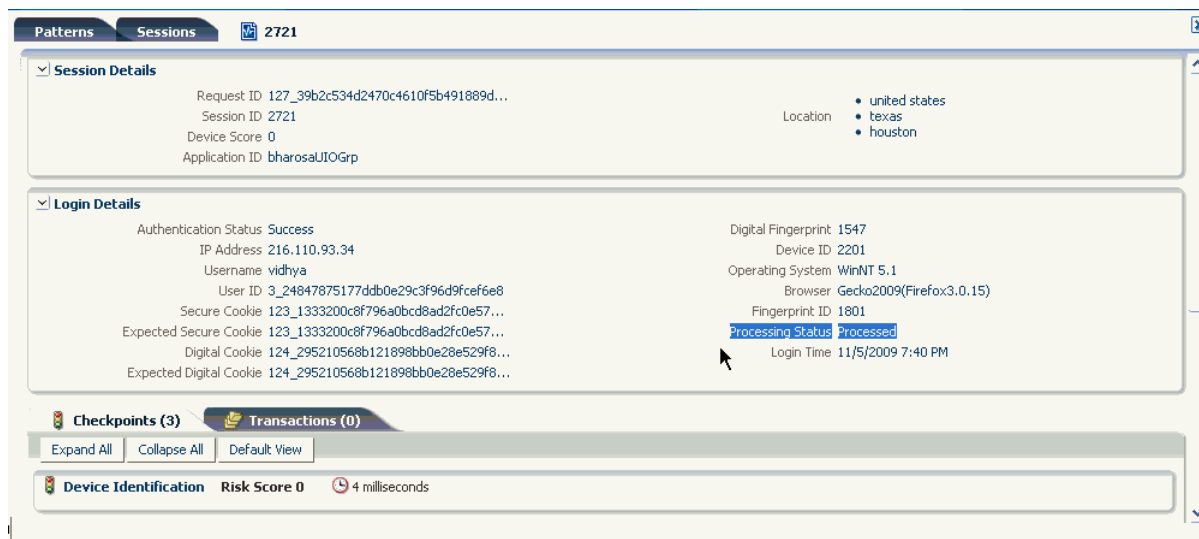 Patterns Sessions 2721
Session Details
Request ID 127_39b2c534d2470c4610f5b491889d...
Session ID 2721
Device Score 0
Application ID bharosaUIOGrp
Location
• united states
• texas
• houston
Login Details
Authentication Status Success
IP Address 216.110.93.34
Username vidhya
User ID 3_24847875177ddb0e29c3f96d9fcef6e8
Secure Cookie 123_1333200c8f796a0bcd8ad2fc0e57...
Expected Secure Cookie 123_1333200c8f796a0bcd8ad2fc0e57...
Digital Cookie 124_295210568b121898bb0e28e529f8...
Expected Digital Cookie 124_295210568b121898bb0e28e529f8...
Digital Fingerprint 1547
Device ID 2201
Operating System WinNT 5.1
Browser Gecko2009(Firefox3.0.15)
Fingerprint ID 1801
Processing Status Processed
Login Time 11/5/2009 7:40 PM
Checkpoints (3) Transactions (0)
Expand All Collapse All Default View
Device Identification Risk Score 0 4 milliseconds